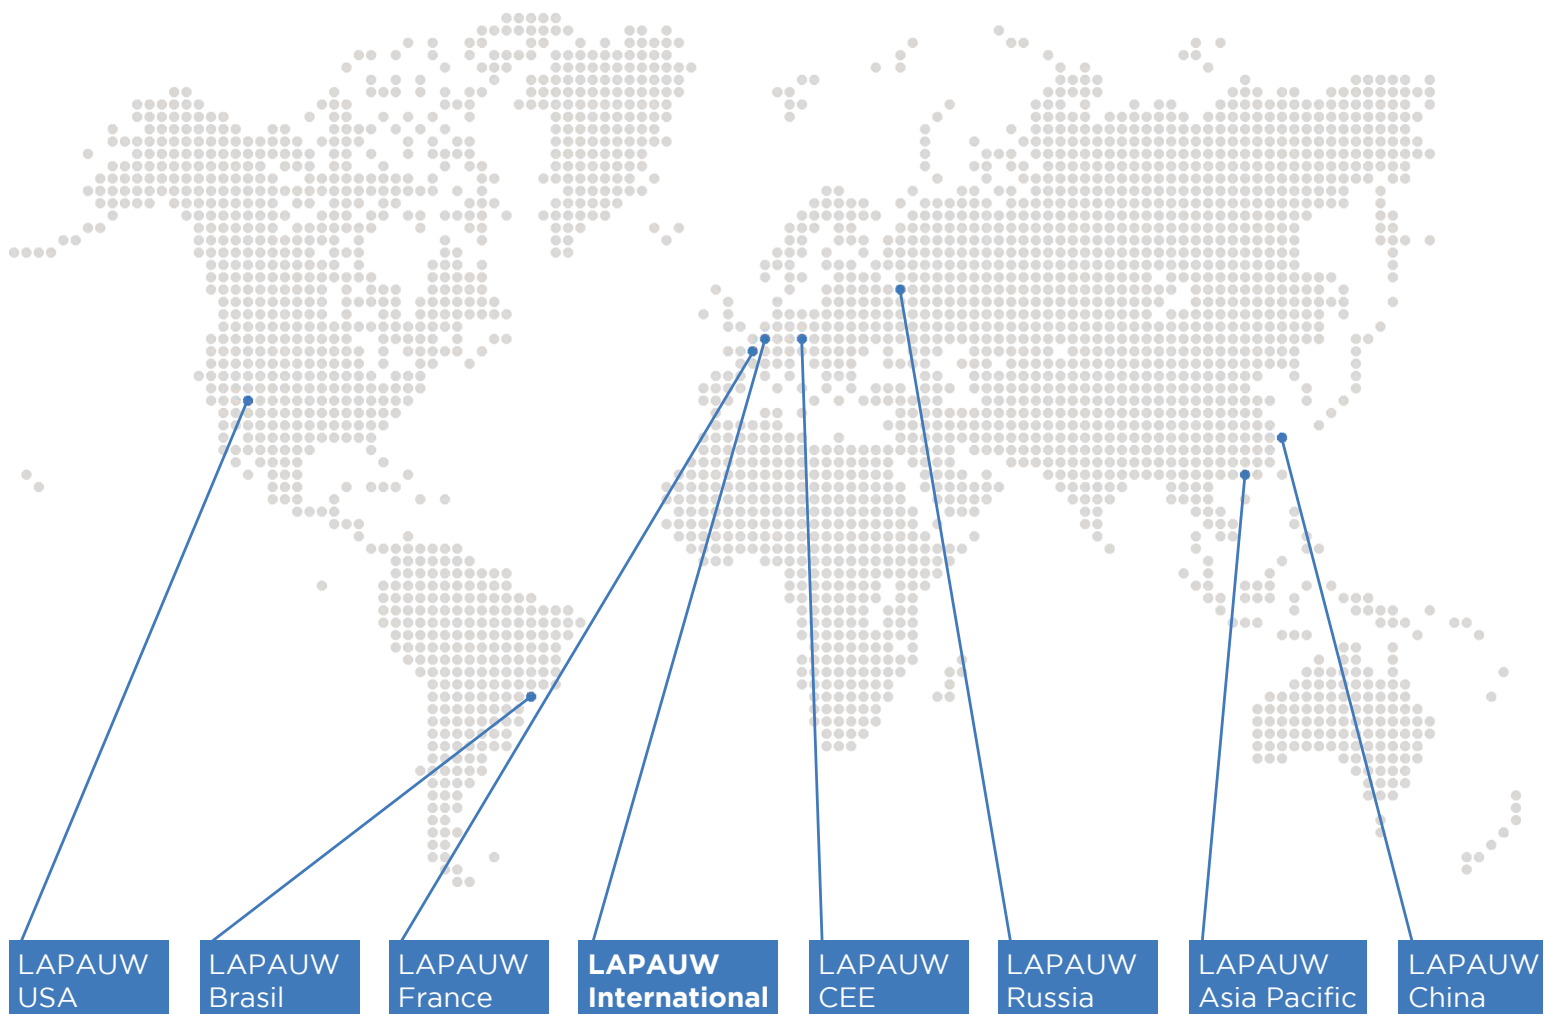 LAPAUW
USA
LAPAUW
Brasil
LAPAUW
France
LAPAUW
International
LAPAUW
CEE
LAPAUW
Russia
LAPAUW
Asia Pacific
LAPAUW
China